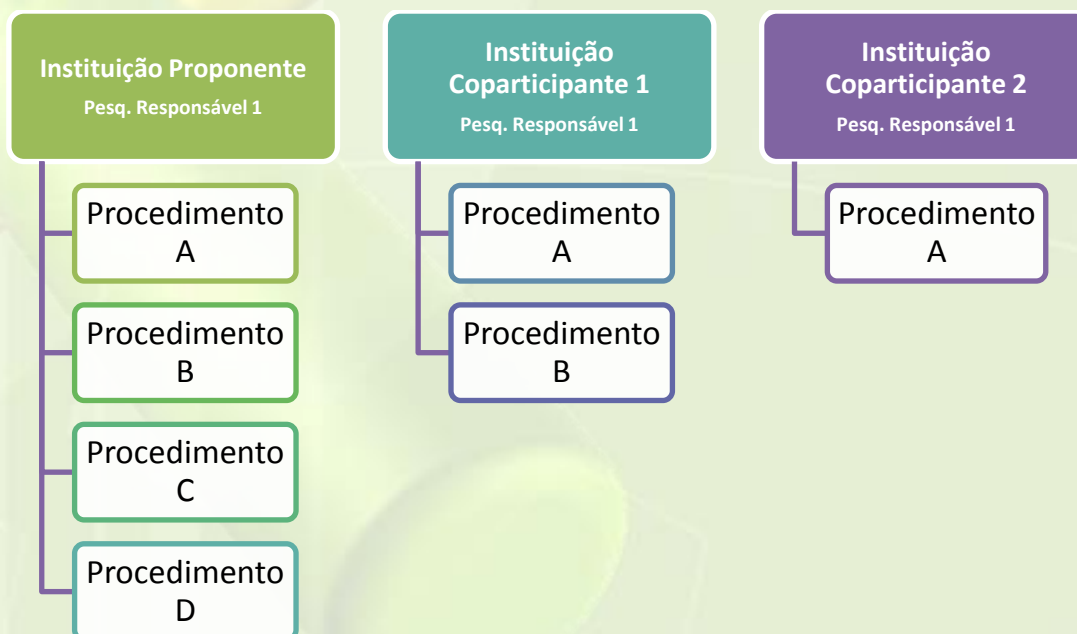 Instituição Proponente
Pesq. Responsável 1
Procedimento
A
Procedimento
B
Procedimento
C
Procedimento
D
Instituição
Coparticipante 1
Pesq. Responsável 1
Procedimento
A
Procedimento
B
Instituição
Coparticipante 2
Pesq. Responsável 1
Procedimento
A